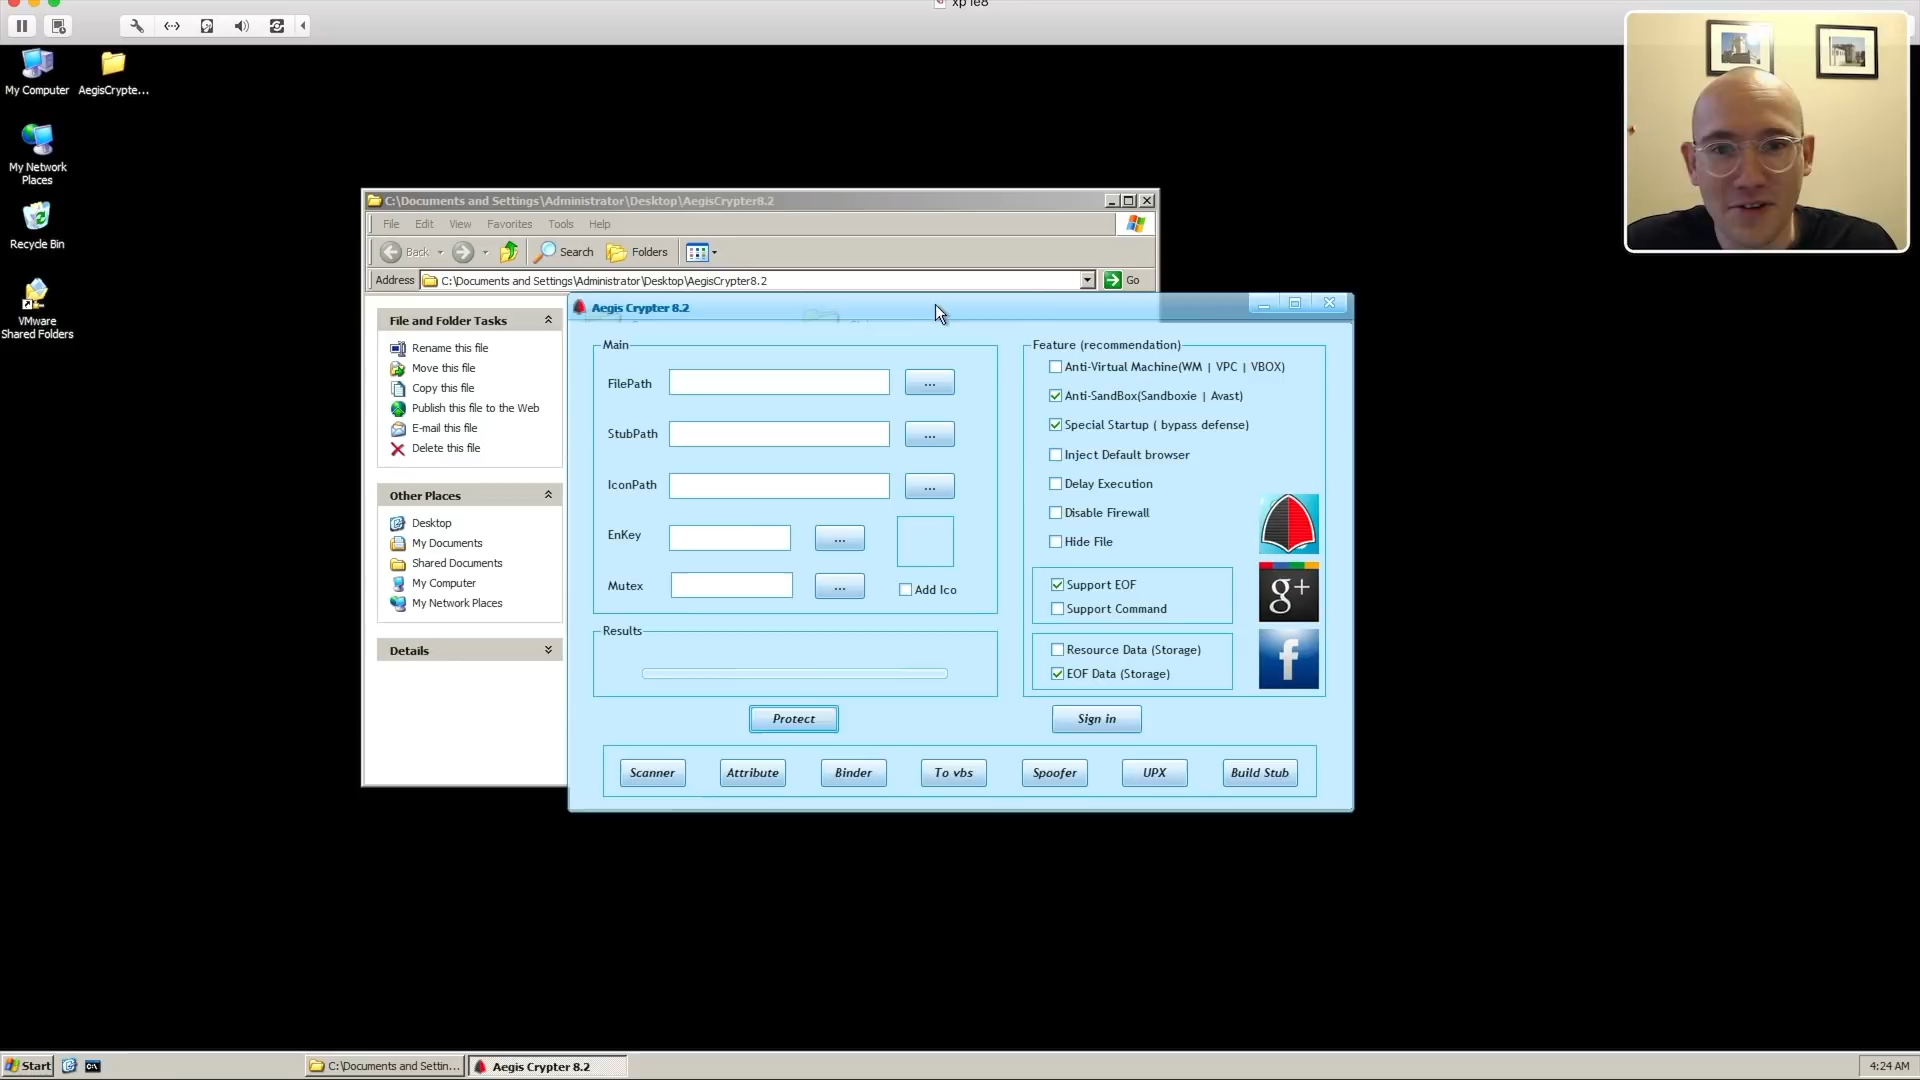 xp ie8
My Computer
AegisCrypte...
My Network
Places
Recycle Bin
VMware
Shared Folders
C:\Documents and Settings\Administrator\Desktop\AegisCrypter8.2
File Edit View Favorites Tools Help
Back Search Folders
Address C:\Documents and Settings\Administrator\Desktop\AegisCrypter8.2 Go
File and Folder Tasks
Rename this file
Move this file
Copy this file
Publish this file to the Web
E-mail this file
Delete this file
Other Places
Desktop
My Documents
Shared Documents
My Computer
My Network Places
Details
Aegis Crypter 8.2
Main
FilePath ...
StubPath ...
IconPath ...
EnKey ...
Mutex ...
Add Ico
Results
Protect
Feature (recommendation)
Anti-Virtual Machine(WM | VPC | VBOX)
Anti-SandBox(Sandboxie | Avast)
Special Startup ( bypass defense)
Inject Default browser
Delay Execution
Disable Firewall
Hide File
Support EOF
Support Command
Resource Data (Storage)
EOF Data (Storage)
g+
f
Sign in
Scanner Attribute Binder To vbs Spoofer UPX Build Stub
Start C:\Documents and Settin... Aegis Crypter 8.2 4:24 AM